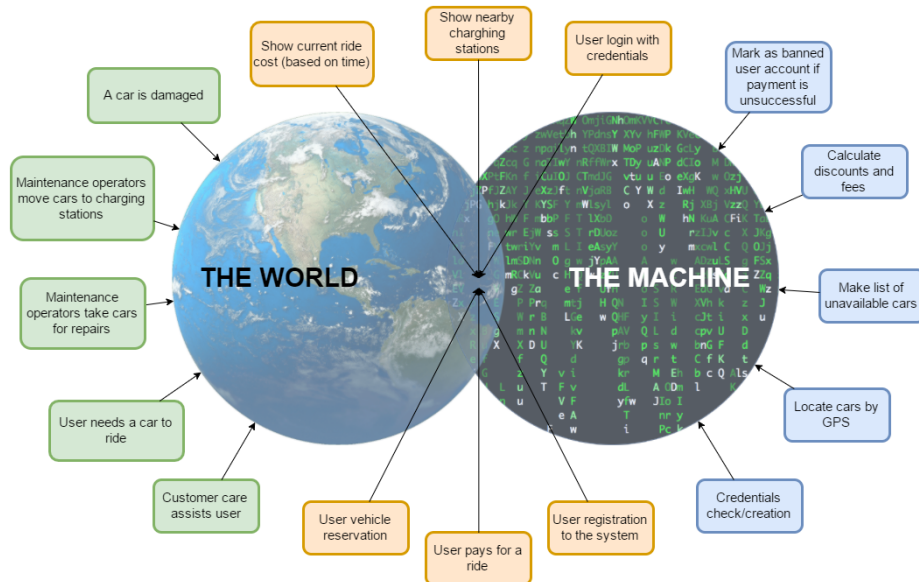 Show current ride
cost (based on time)
Show nearby
charghing
stations
User login with
credentials
Mark as banned
user account if
payment is
unsuccessful
A car is damaged
Calculate
discounts and
fees
Maintenance operators
move cars to charging
stations
THE WORLD
THE MACHINE
Maintenance
operators take cars
for repairs
Make list of
unavailable cars
User needs a car to
ride
Locate cars by
GPS
Customer care
assists user
User vehicle
reservation
User pays for a
ride
User registration
to the system
Credentials
check/creation